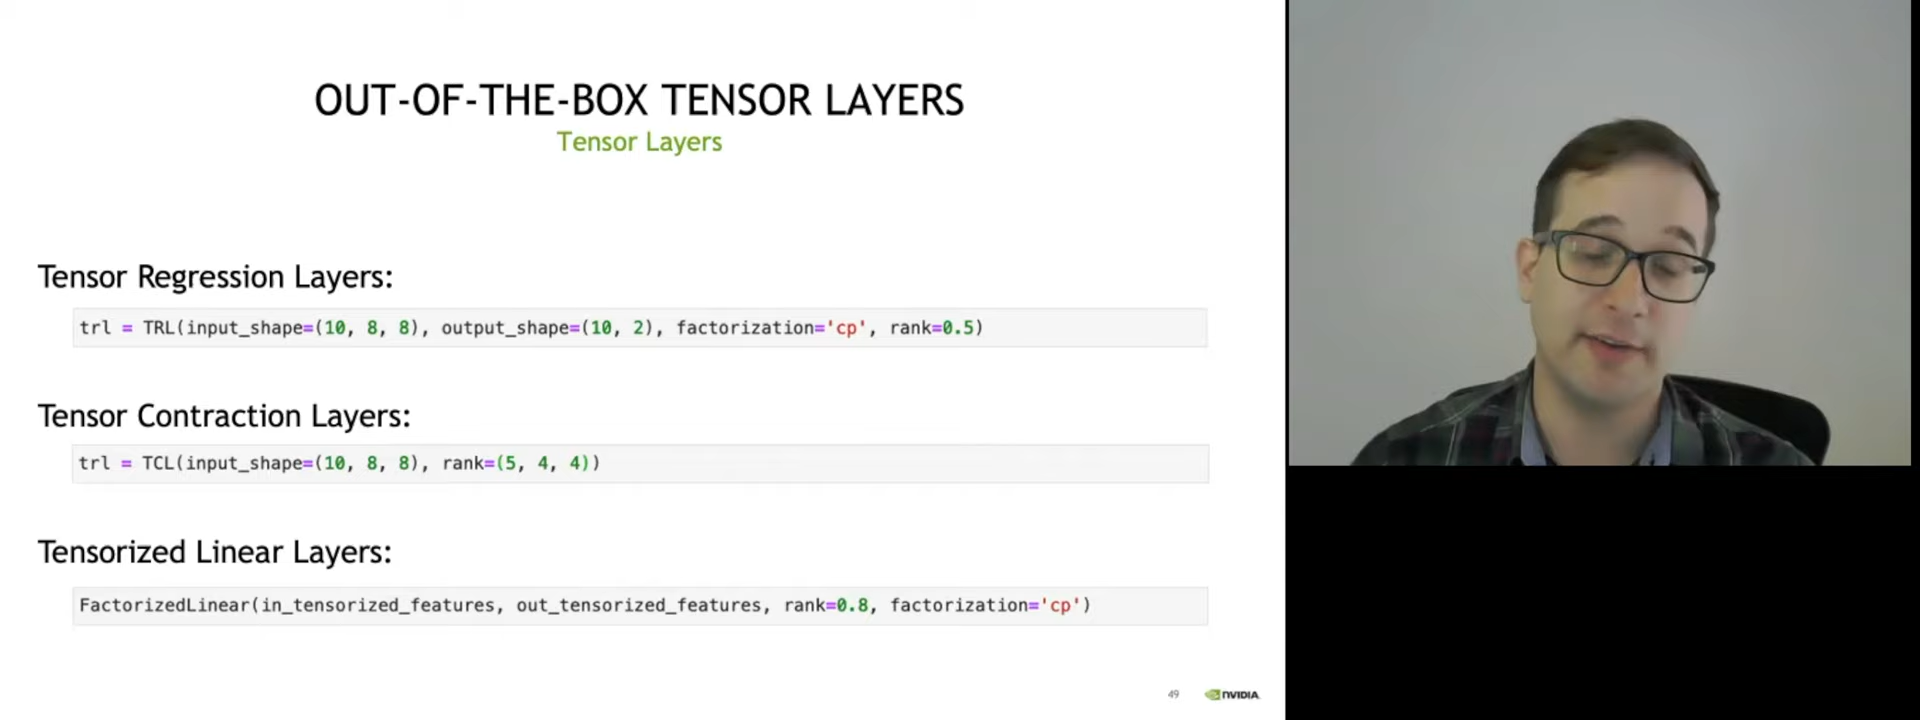 OUT-OF-THE-BOX TENSOR LAYERS
Tensor Layers
Tensor Regression Layers:
trl = TRL(input_shape=(10, 8, 8), output_shape=(10, 2), factorization='cp', rank=0.5)
Tensor Contraction Layers:
trl = TCL(input_shape=(10, 8, 8), rank=(5, 4, 4))
Tensorized Linear Layers:
FactorizedLinear(in_tensorized_features, out_tensorized_features, rank=0.8, factorization='cp')
49
NVIDIA